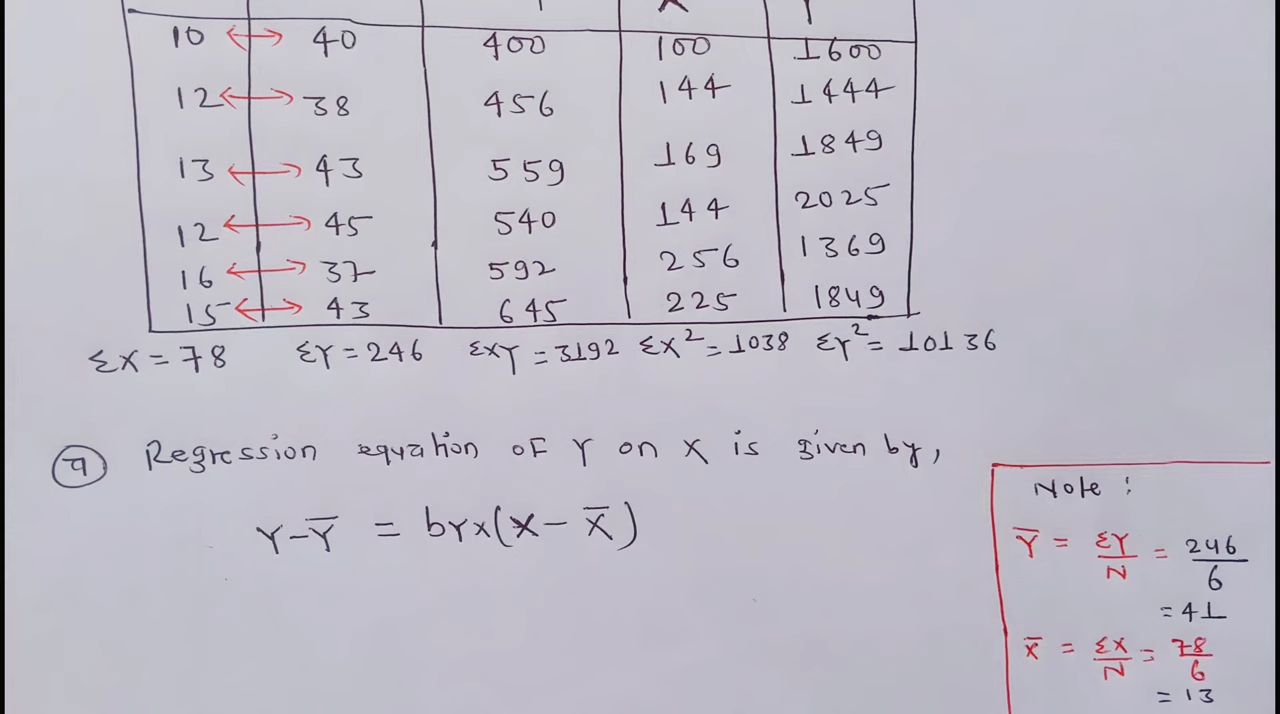 10 ↔ 40 400 100 1600
12 ↔ 38 456 144 1444
13 ↔ 43 559 169 1849
12 ↔ 45 540 144 2025
16 ↔ 37 592 256 1369
15 ↔ 43 645 225 1849
ΣX = 78 ΣY = 246 ΣXY = 3192 ΣX² = 1038 ΣY² = 10136
Regression equation of Y on X is given by,
Y - Ȳ = bYX(X - X̄)
Note :
Ȳ = ΣY/N = 246/6
= 41
X̄ = ΣX/N = 78/6
= 13